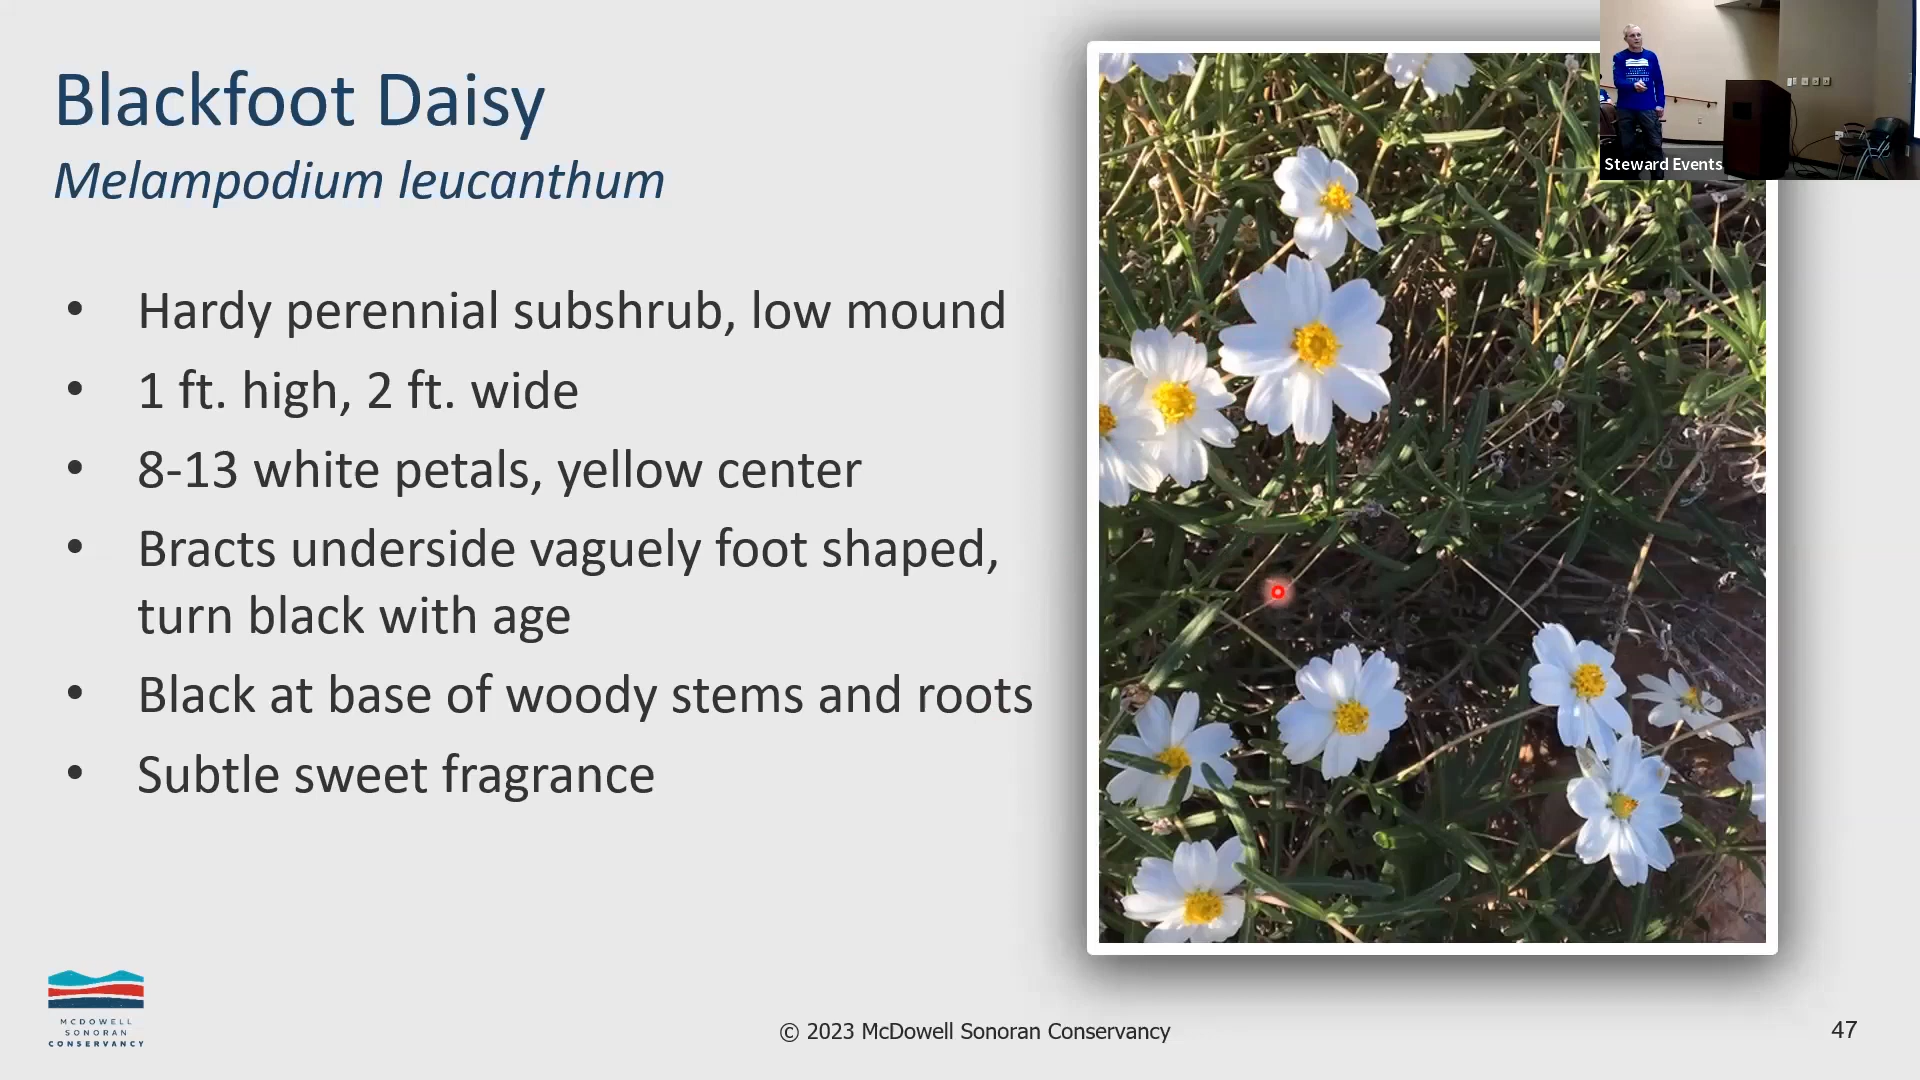 Blackfoot Daisy
Melampodium leucanthum
• Hardy perennial subshrub, low mound
• 1 ft. high, 2 ft. wide
• 8-13 white petals, yellow center
• Bracts underside vaguely foot shaped,
turn black with age
• Black at base of woody stems and roots
• Subtle sweet fragrance
Steward Events
MCDOWELL
SONORAN
CONSERVANCY
© 2023 McDowell Sonoran Conservancy
47